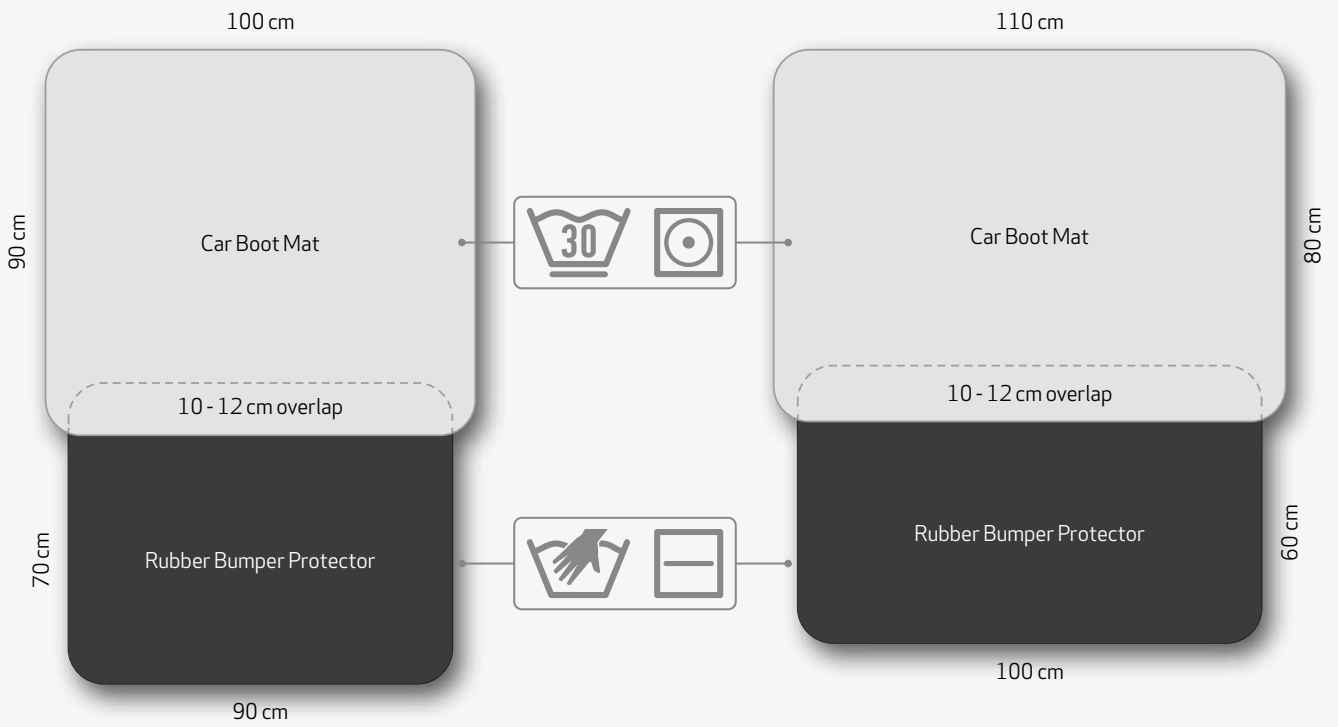 100 cm
110 cm
90 cm
Car Boot Mat
30
Car Boot Mat
80 cm
10 - 12 cm overlap
10 - 12 cm overlap
70 cm
Rubber Bumper Protector
Rubber Bumper Protector
60 cm
90 cm
100 cm